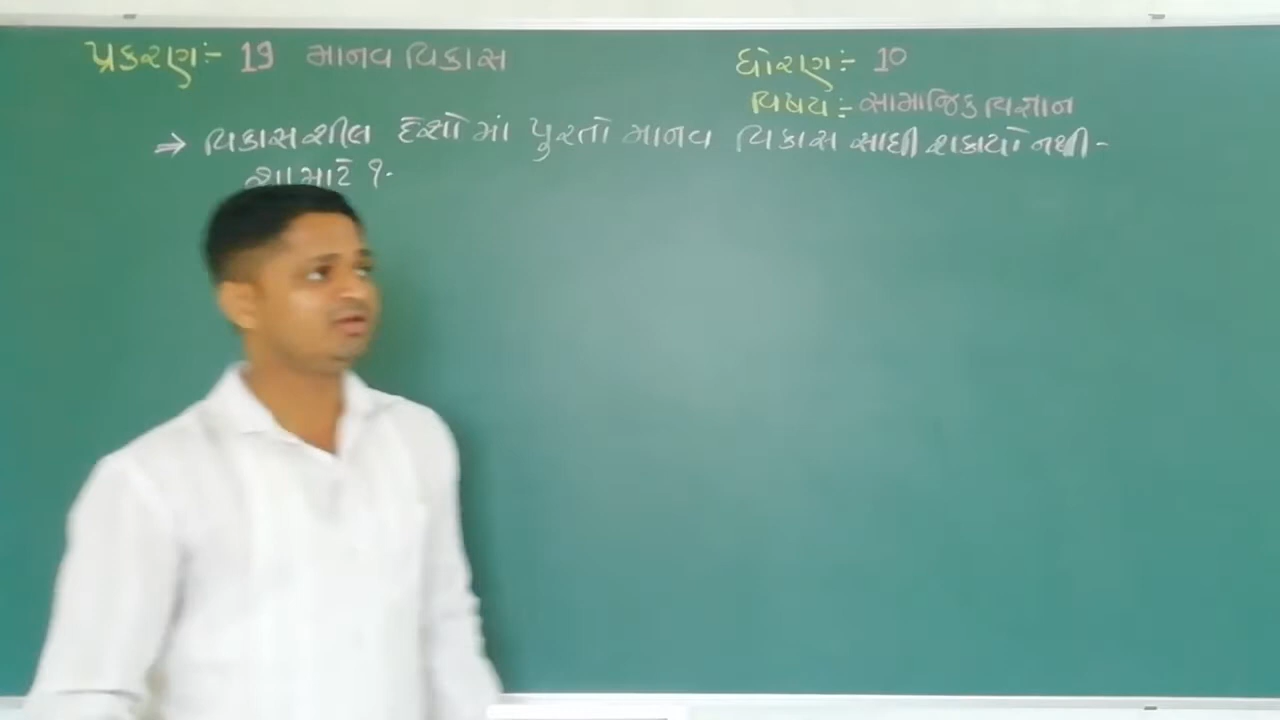 પ્રકરણ:- 19 માનવ વિકાસ
ધોરણ:- 10
વિષય:- સામાજિક વિજ્ઞાન
⇒ વિકાસશીલ દેશોમાં પુરતો માનવ વિકાસ સાધી શકાયો નથી-
શા માટે ?.